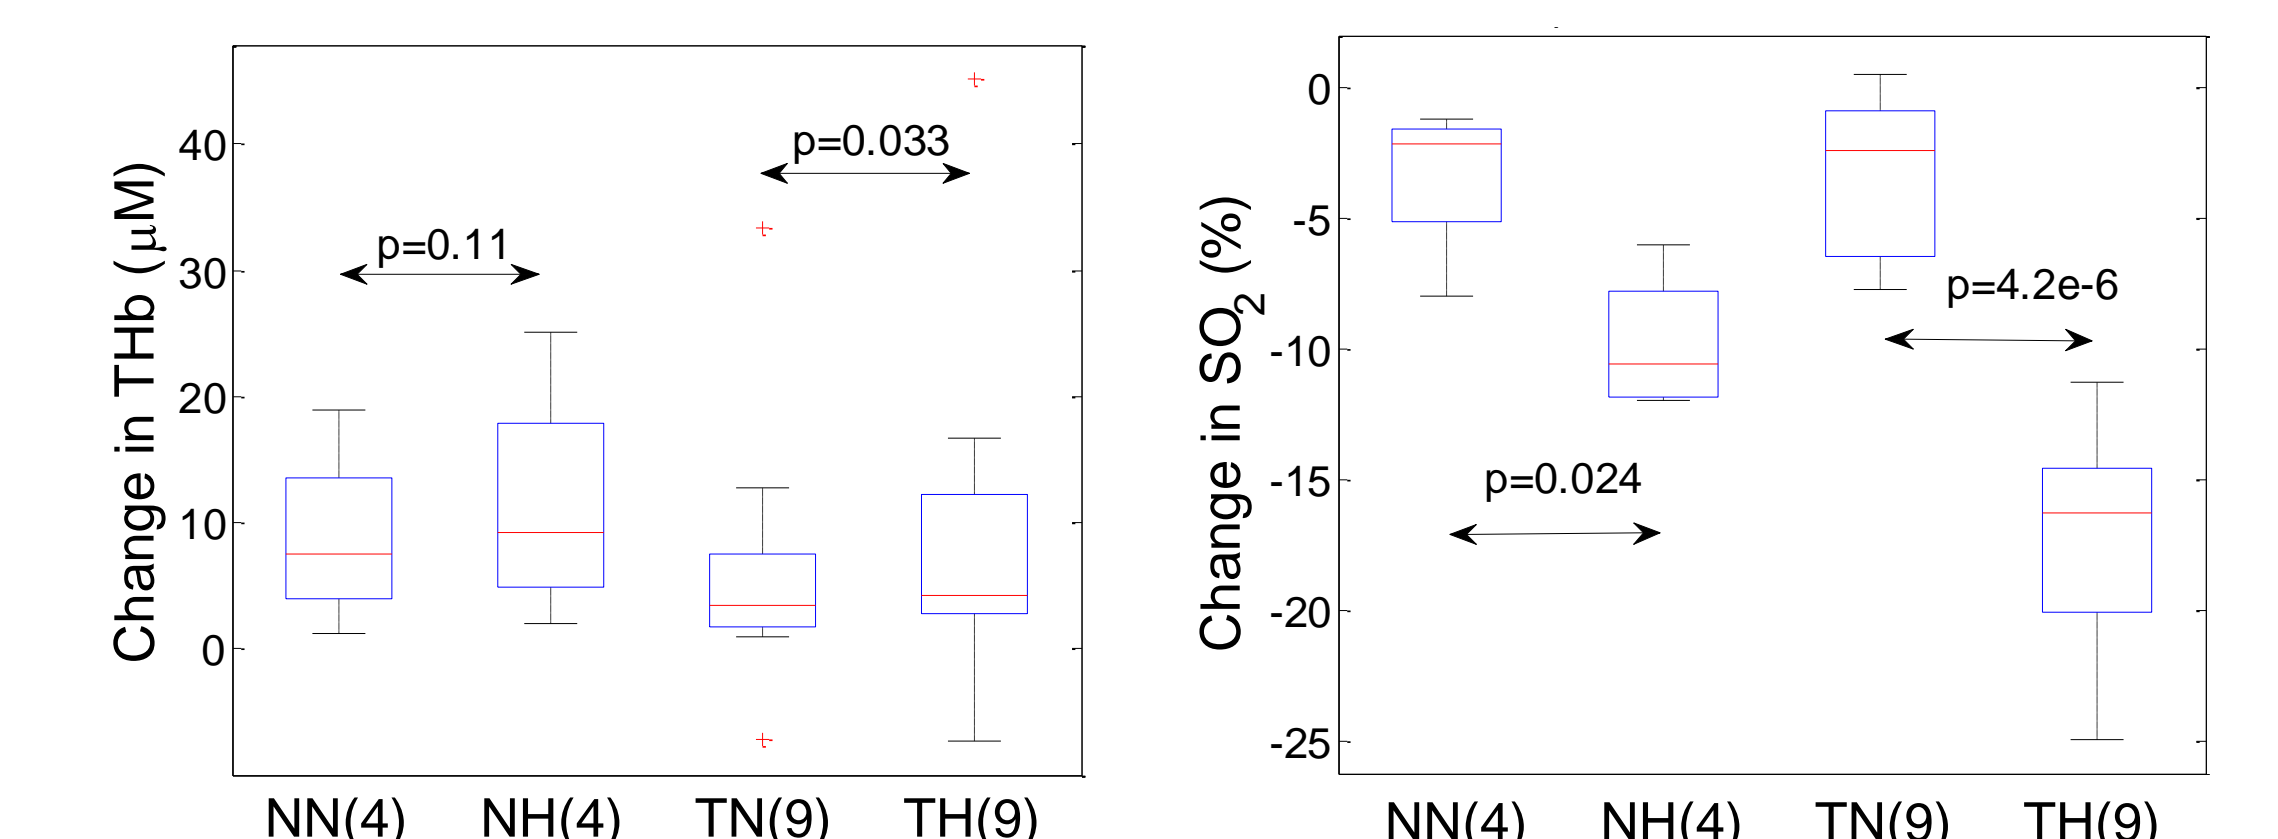 Change in THb (μM)
40
30
20
10
0
p=0.11
p=0.033
NN(4) NH(4) TN(9) TH(9)
Change in SO2 (%)
0
-5
-10
-15
-20
-25
p=4.2e-6
p=0.024
NN(4) NH(4) TN(9) TH(9)